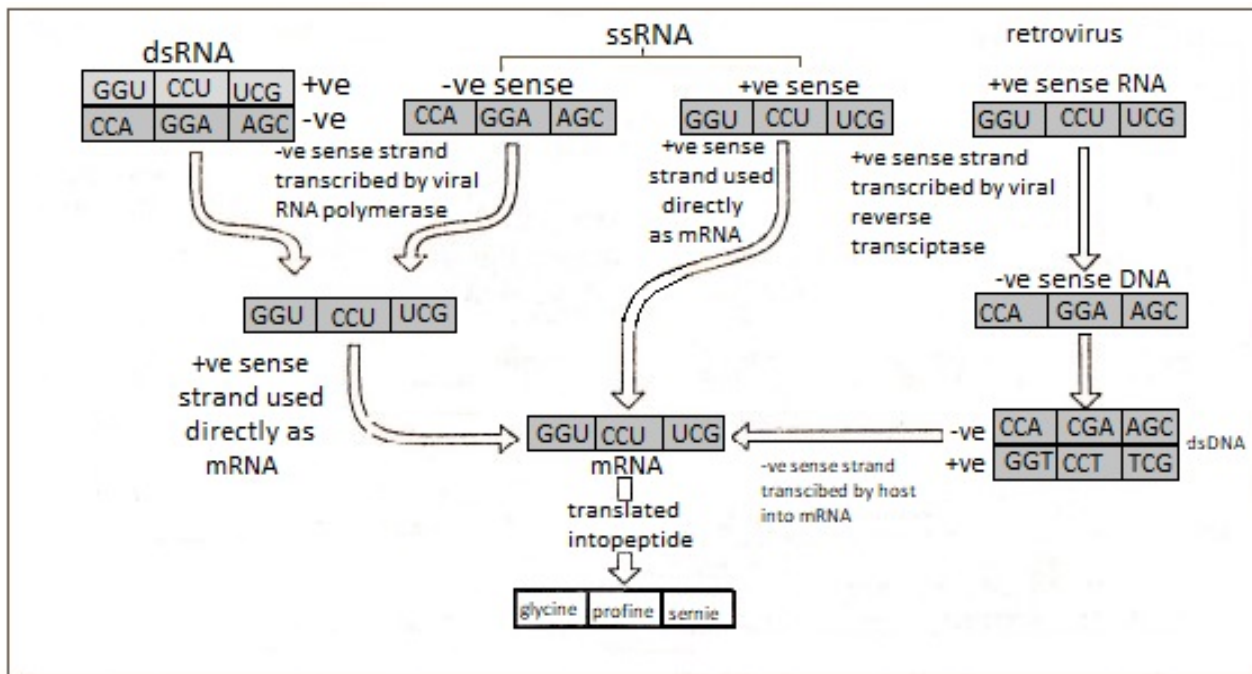 dsRNA
GGU CCU UCG +ve
CCA GGA AGC -ve
ssRNA
-ve sense
CCA GGA AGC
+ve sense
GGU CCU UCG
retrovirus
+ve sense RNA
GGU CCU UCG
-ve sense strand
transcribed by viral
RNA polymerase
+ve sense
strand used
directly
as mRNA
+ve sense strand
transcribed by viral
reverse
transciptase
-ve sense DNA
CCA GGA AGC
GGU CCU UCG
+ve sense
strand used
directly as
mRNA
GGU CCU UCG
mRNA
-ve CCA CGA AGC
+ve GGT CCT TCG
dsDNA
-ve sense strand
transcibed by host
into mRNA
translated
intopeptide
glycine profine sernie